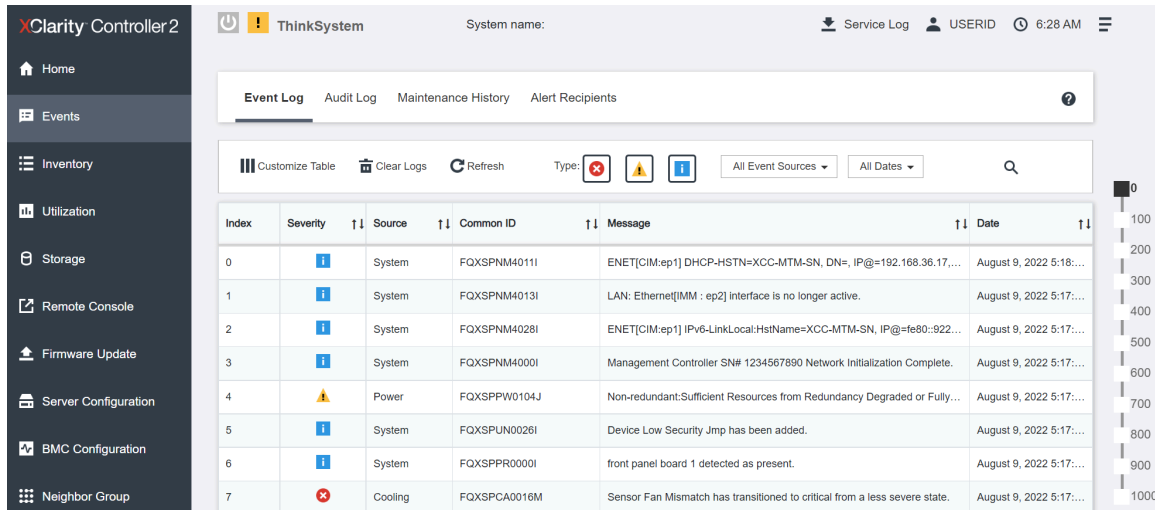 XClarity Controller 2
ThinkSystem
System name:
Service Log
USERID
6:28 AM
Home
Events
Inventory
Utilization
Storage
Remote Console
Firmware Update
Server Configuration
BMC Configuration
Neighbor Group
Event Log Audit Log Maintenance History Alert Recipients
Customize Table Clear Logs Refresh Type: All Event Sources All Dates
Index Severity Source Common ID Message Date
0 System FQXSPNM4011I ENET[CIM:ep1] DHCP-HSTN=XCC-MTM-SN, DN=, IP@=192.168.36.17,... August 9, 2022 5:18:...
1 System FQXSPNM4013I LAN: Ethernet[IMM : ep2] interface is no longer active. August 9, 2022 5:17:...
2 System FQXSPNM4028I ENET[CIM:ep1] IPv6-LinkLocal:HstName=XCC-MTM-SN, IP@=fe80::922... August 9, 2022 5:17:...
3 System FQXSPNM4000I Management Controller SN# 1234567890 Network Initialization Complete. August 9, 2022 5:17:...
4 Power FQXSPPW0104J Non-redundant:Sufficient Resources from Redundancy Degraded or Fully... August 9, 2022 5:17:...
5 System FQXSPUN0026I Device Low Security Jmp has been added. August 9, 2022 5:17:...
6 System FQXSPPR0000I front panel board 1 detected as present. August 9, 2022 5:17:...
7 Cooling FQXSPCA0016M Sensor Fan Mismatch has transitioned to critical from a less severe state. August 9, 2022 5:17:...
0
100
200
300
400
500
600
700
800
900
1000